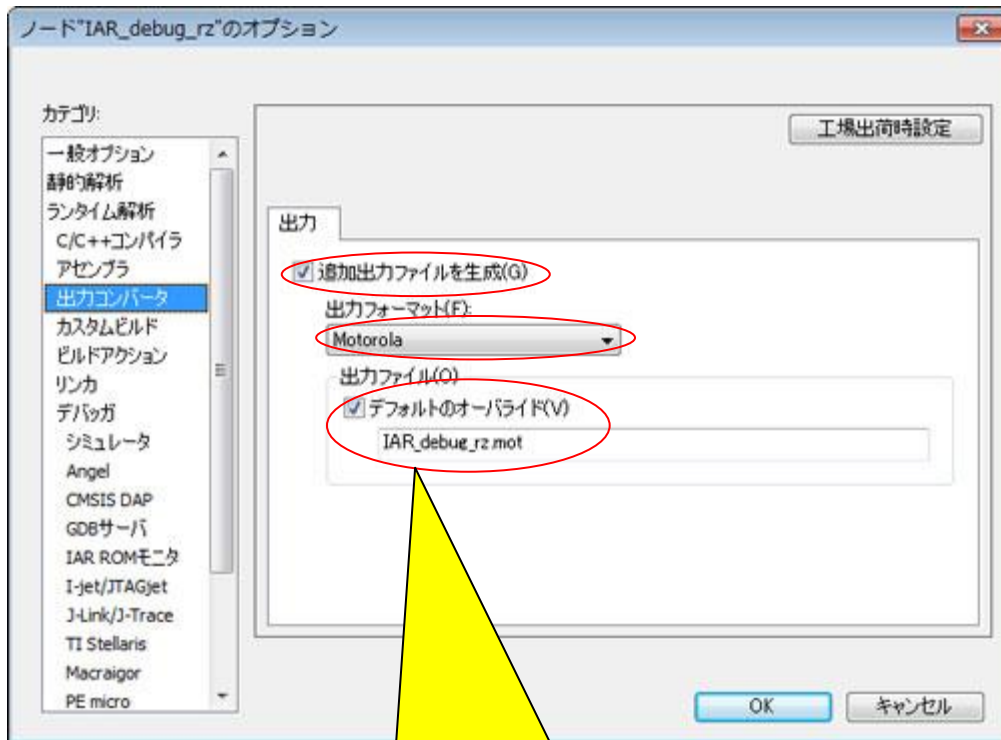 ノード"IAR_debug_rz"のオプション
カテゴリ:
一般オプション
静的解析
ランタイム解析
C/C++コンパイラ
アセンブラ
出力コンバータ
カスタムビルド
ビルドアクション
リンカ
デバッガ
シミュレータ
Angel
CMSIS DAP
GDBサーバ
IAR ROMモニタ
I-jet/JTAGjet
J-Link/J-Trace
TI Stellaris
Macraigor
PE micro
工場出荷時設定
出力
追加出力ファイルを生成(G)
出力フォーマット(F):
Motorola
出力ファイル(O)
デフォルトのオーバライド(V)
IAR_debug_rz.mot
OK
キャンセル